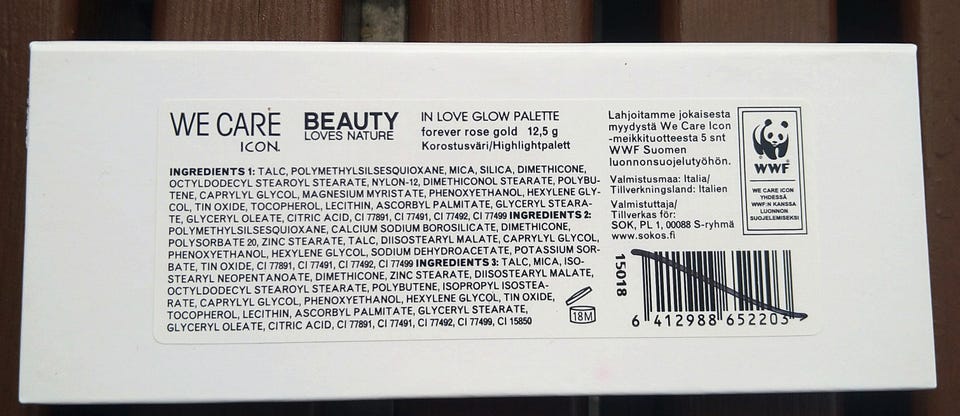 WE CARE
ICON.
BEAUTY
LOVES NATURE
IN LOVE GLOW PALETTE
forever rose gold 12,5 g
Korostusväri/Highlightpalett
INGREDIENTS 1: TALC, POLYMETHYLSILSESQUIOXANE, MICA, SILICA, DIMETHICONE,
OCTYLDODECYL STEAROYL STEARATE, NYLON-12, DIMETHICONOL STEARATE, POLYBU-
TENE, CAPRYLYL GLYCOL, MAGNESIUM MYRISTATE, PHENOXYETHANOL, HEXYLENE GLY-
COL, TIN OXIDE, TOCOPHEROL, LECITHIN, ASCORBYL PALMITATE, GLYCERYL STEARA-
TE, GLYCERYL OLEATE, CITRIC ACID, CI 77891, CI 77491, CI 77492, CI 77499 INGREDIENTS 2:
POLYMETHYLSILSESQUIOXANE, CALCIUM SODIUM BOROSILICATE, DIMETHICONE,
POLYSORBATE 20, ZINC STEARATE, TALC, DIISOSTEARYL MALATE, CAPRYLYL GLYCOL,
PHENOXYETHANOL, HEXYLENE GLYCOL, SODIUM DEHYDROACETATE, POTASSIUM SOR-
BATE, TIN OXIDE, CI 77891, CI 77491, CI 77492, CI 77499 INGREDIENTS 3: TALC, MICA, ISO-
STEARYL NEOPENTANOATE, DIMETHICONE, ZINC STEARATE, DIISOSTEARYL MALATE,
OCTYLDODECYL STEAROYL STEARATE, POLYBUTENE, ISOPROPYL ISOSTEA-
RATE, CAPRYLYL GLYCOL, PHENOXYETHANOL, HEXYLENE GLYCOL, TIN OXIDE,
TOCOPHEROL, LECITHIN, ASCORBYL PALMITATE, GLYCERYL STEARATE,
GLYCERYL OLEATE, CITRIC ACID, CI 77891, CI 77491, CI 77492, CI 77499, CI 15850
18M
Lahjoitamme jokaisesta
myydystä We Care Icon
-meikkituotteesta 5 snt
WWF Suomen
luonnonsuojelutyöhön.
Valmistusmaa: Italia/
Tillverkningsland: Italien
Valmistuttaja/
Tillverkas för:
SOK, PL 1, 00088 S-ryhmä
www.sokos.fi
WWF
WE CARE ICON
YHDESSÄ
WWF:N KANSSA
LUONNON
SUOJELEMISEKSI
15018
6 412988 652203